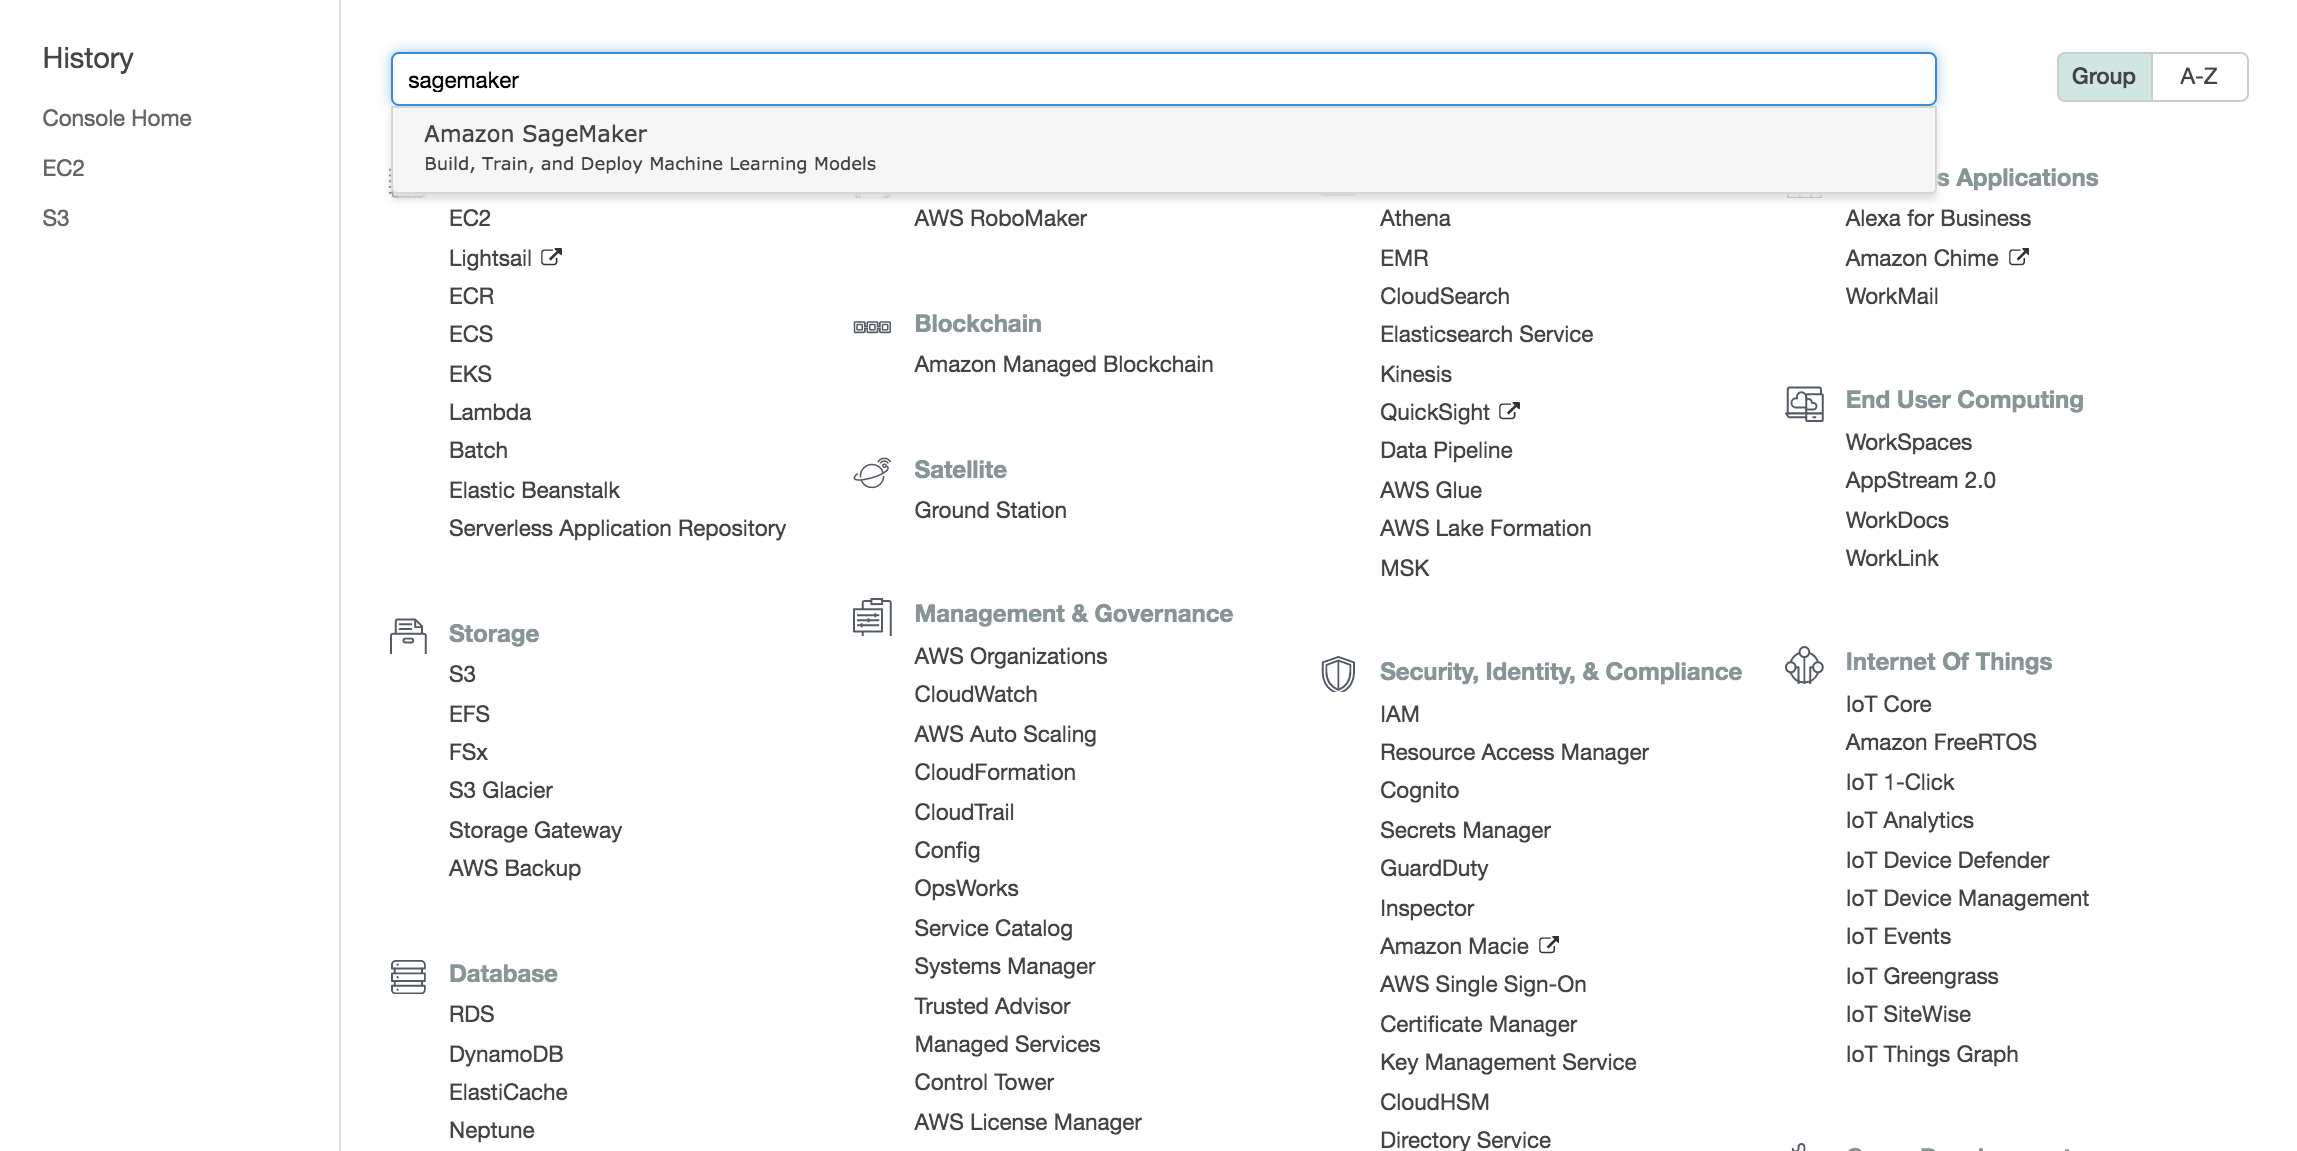 History
Console Home
EC2
S3
sagemaker
Group
A-Z
Amazon SageMaker
Build, Train, and Deploy Machine Learning Models
EC2
Lightsail
ECR
ECS
EKS
Lambda
Batch
Elastic Beanstalk
Serverless Application Repository
Storage
S3
EFS
FSx
S3 Glacier
Storage Gateway
AWS Backup
Database
RDS
DynamoDB
ElastiCache
Neptune
AWS RoboMaker
Blockchain
Amazon Managed Blockchain
Satellite
Ground Station
Management & Governance
AWS Organizations
CloudWatch
AWS Auto Scaling
CloudFormation
CloudTrail
Config
OpsWorks
Service Catalog
Systems Manager
Trusted Advisor
Managed Services
Control Tower
AWS License Manager
Athena
EMR
CloudSearch
Elasticsearch Service
Kinesis
QuickSight
Data Pipeline
AWS Glue
AWS Lake Formation
MSK
Security, Identity, & Compliance
IAM
Resource Access Manager
Cognito
Secrets Manager
GuardDuty
Inspector
Amazon Macie
AWS Single Sign-On
Certificate Manager
Key Management Service
CloudHSM
Directory Service
s Applications
Alexa for Business
Amazon Chime
WorkMail
End User Computing
WorkSpaces
AppStream 2.0
WorkDocs
WorkLink
Internet Of Things
IoT Core
Amazon FreeRTOS
IoT 1-Click
IoT Analytics
IoT Device Defender
IoT Device Management
IoT Events
IoT Greengrass
IoT SiteWise
IoT Things Graph